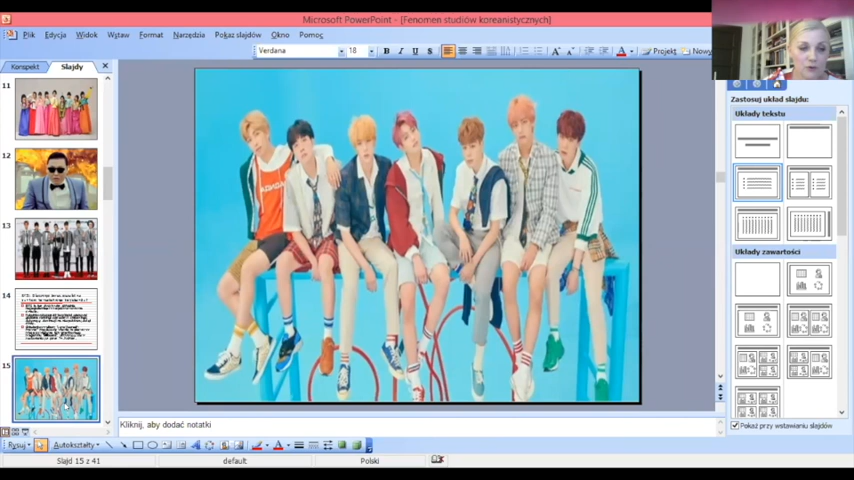 Microsoft PowerPoint - [Fenomen studiów koreanistycznych]
Plik Edycja Widok Wstaw Format Narzędzia Pokaz slajdów Okno Pomoc
Verdana 18 B I U S A A A Projekt Nowy
Konspekt Slajdy
Zastosuj układ slajdu:
Układy tekstu
11
12
13
14
15
Układy zawartości
Kliknij, aby dodać notatki
Pokaż przy wstawianiu slajdów
Rysuj Autokształty
Slajd 15 z 41 default Polski